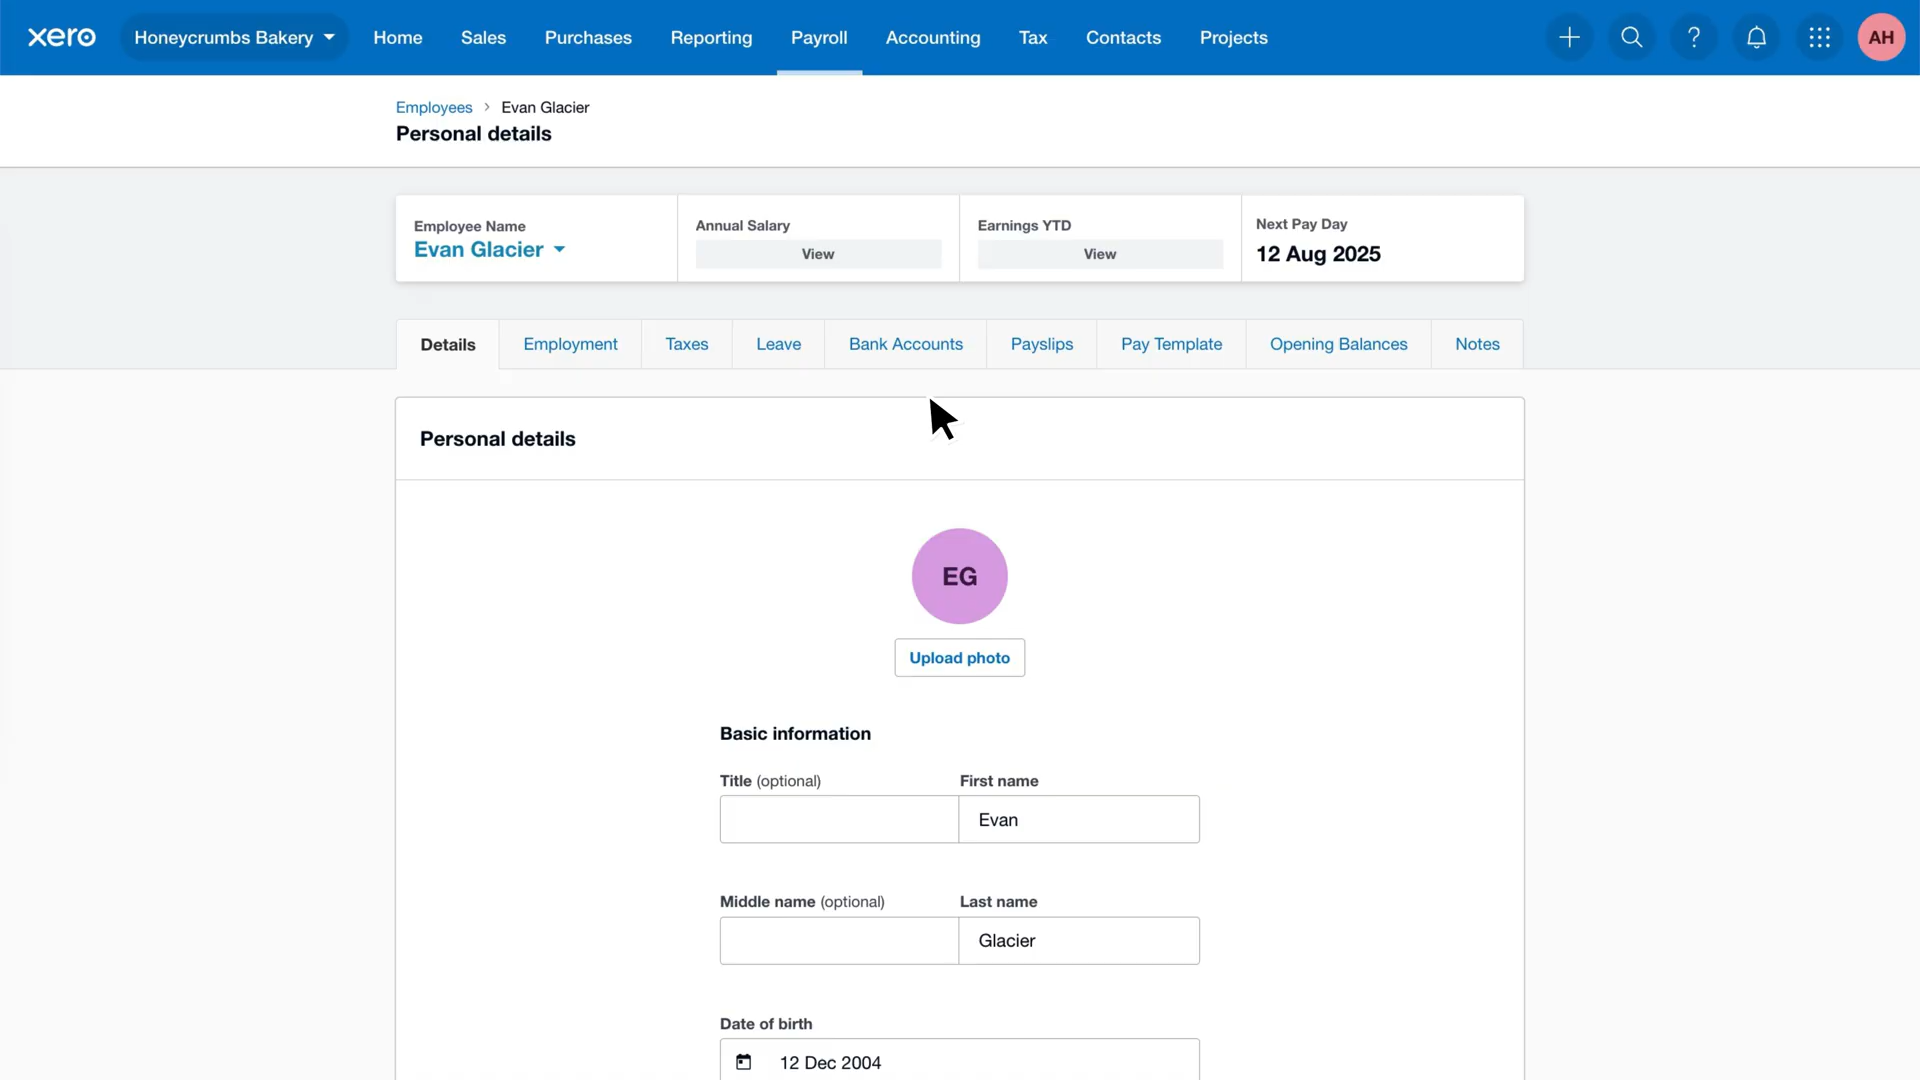 xero Honeycrumbs Bakery Home Sales Purchases Reporting Payroll Accounting Tax Contacts Projects ? AH
Employees > Evan Glacier
Personal details
Employee Name Annual Salary Earnings YTD Next Pay Day
Evan Glacier View View 12 Aug 2025
Details Employment Taxes Leave Bank Accounts Payslips Pay Template Opening Balances Notes
Personal details
EG
Upload photo
Basic information
Title (optional) First name
Evan
Middle name (optional) Last name
Glacier
Date of birth
12 Dec 2004